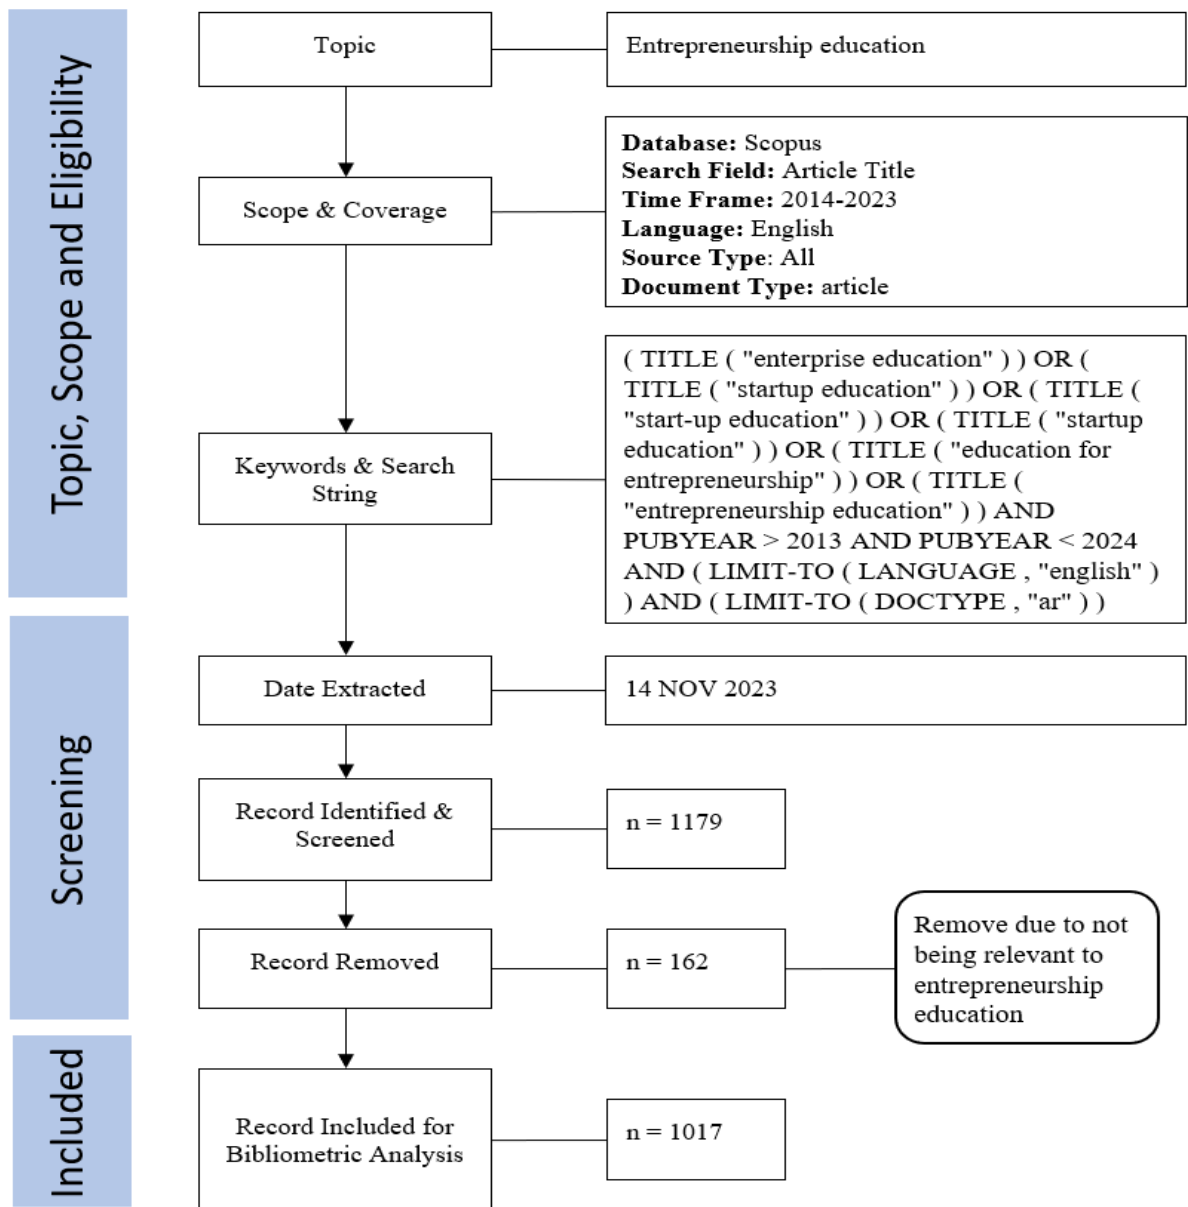 Topic, Scope and Eligibility
Topic
Entrepreneurship education
Scope & Coverage
Database: Scopus
Search Field: Article Title
Time Frame: 2014-2023
Language: English
Source Type: All
Document Type: article
Keywords & Search
String
( TITLE ( "enterprise education" ) ) OR (
TITLE ( "startup education" ) ) OR ( TITLE (
"start-up education" ) ) OR ( TITLE ( "startup
education" ) ) OR ( TITLE ( "education for
entrepreneurship" ) ) OR ( TITLE (
"entrepreneurship education" ) ) AND
PUBYEAR > 2013 AND PUBYEAR < 2024
AND ( LIMIT-TO ( LANGUAGE , "english" )
) AND ( LIMIT-TO ( DOCTYPE , "ar" ) )
Screening
Date Extracted
14 NOV 2023
Record Identified &
Screened
n = 1179
Record Removed
n = 162
Remove due to not
being relevant to
entrepreneurship
education
Included
Record Included for
Bibliometric Analysis
n = 1017